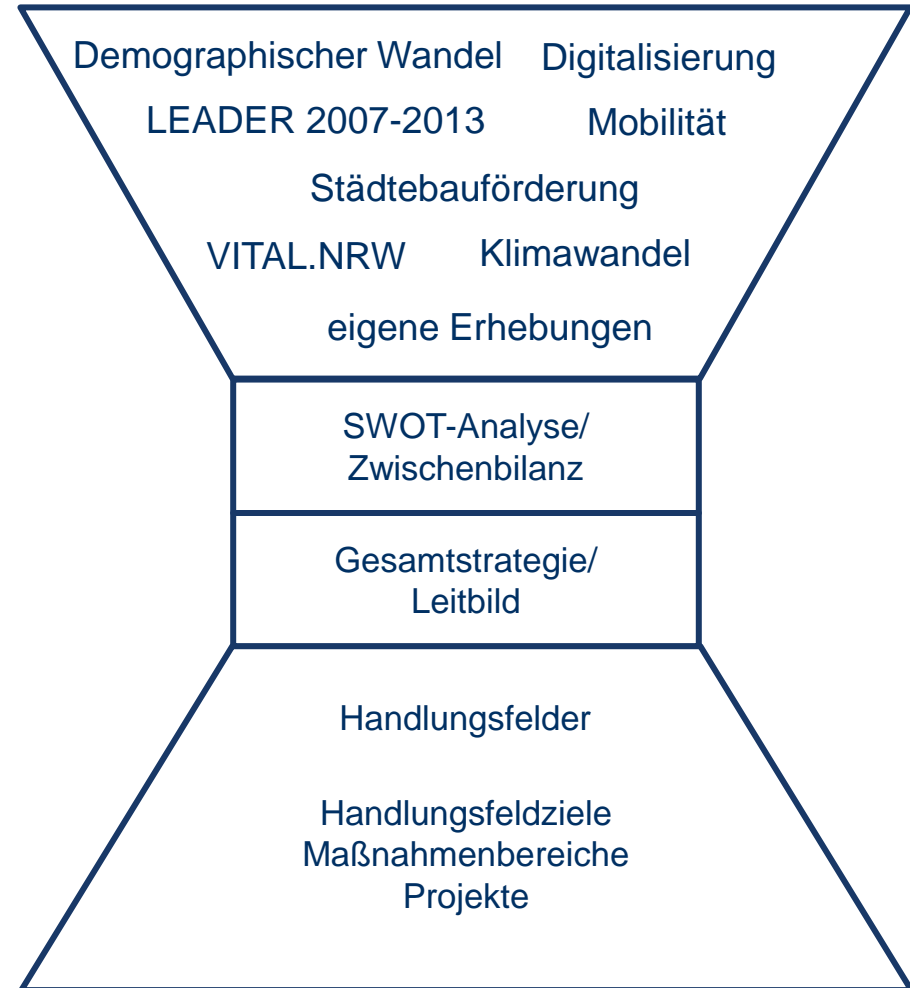 Demographischer Wandel Digitalisierung
LEADER 2007-2013 Mobilität
Städtebauförderung
VITAL.NRW Klimawandel
eigene Erhebungen
SWOT-Analyse/
Zwischenbilanz
Gesamtstrategie/
Leitbild
Handlungsfelder
Handlungsfeldziele
Maßnahmenbereiche
Projekte